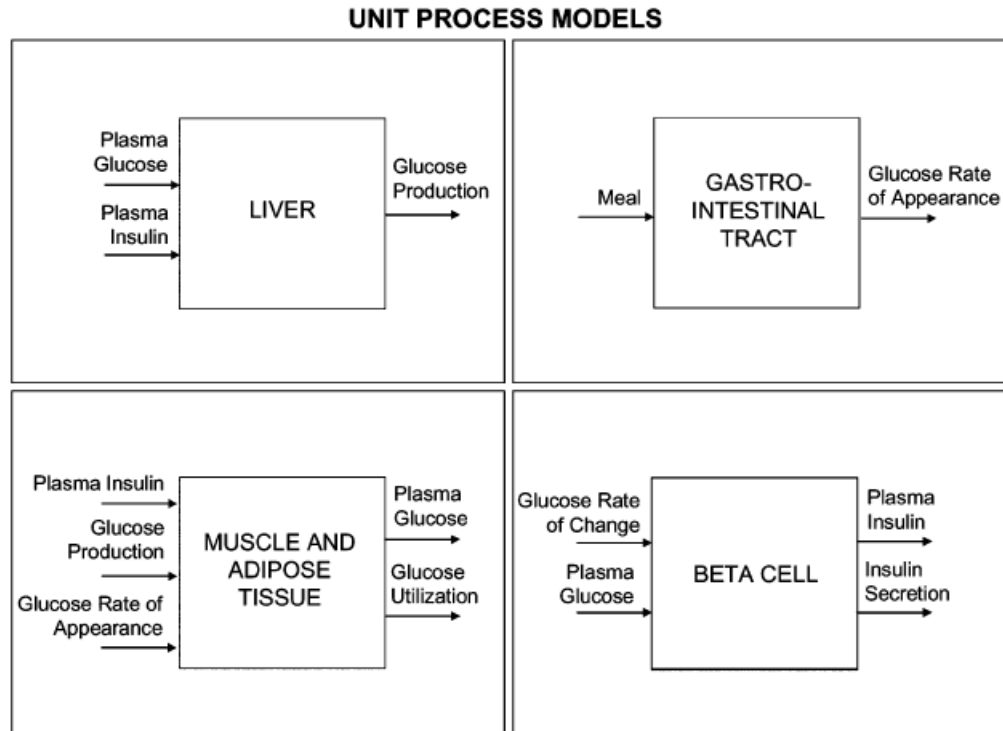 UNIT PROCESS MODELS
Plasma
Glucose
Plasma
Insulin
LIVER
Glucose
Production
Meal
GASTRO-
INTESTINAL
TRACT
Glucose Rate
of Appearance
Plasma Insulin
Glucose
Production
Glucose Rate of
Appearance
MUSCLE AND
ADIPOSE
TISSUE
Plasma
Glucose
Glucose
Utilization
Glucose Rate
of Change
Plasma
Glucose
BETA CELL
Plasma
Insulin
Insulin
Secretion